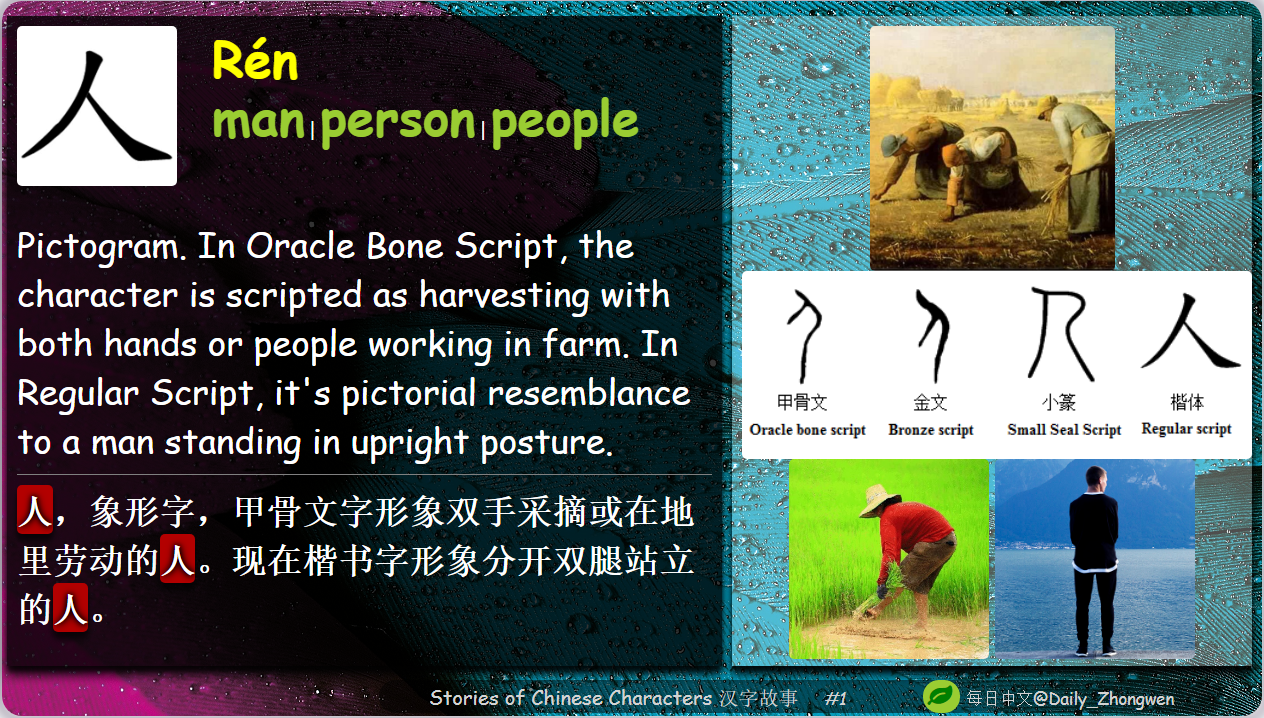 人
Rén
man | person | people
Pictogram. In Oracle Bone Script, the
character is scripted as harvesting with
both hands or people working in farm. In
Regular Script, it's pictorial resemblance
to a man standing in upright posture.
人，象形字，甲骨文字形象双手采摘或在地
里劳动的人。现在楷书字形象分开双腿站立
的人。
甲骨文 金文 小篆 楷体
Oracle bone script Bronze script Small Seal Script Regular script
Stories of Chinese Characters 汉字故事 #1
每日中文@Daily_Zhongwen